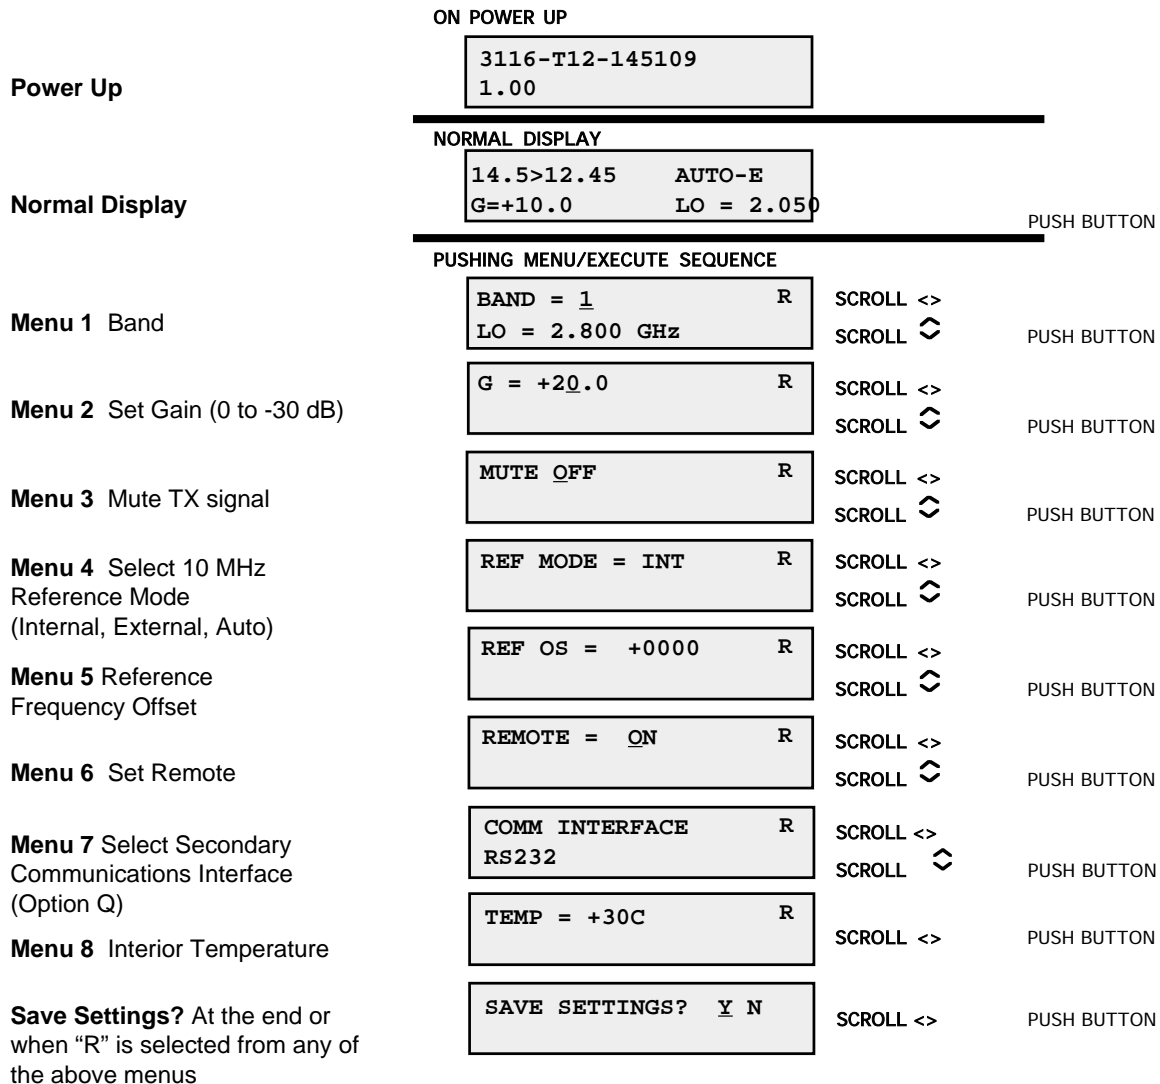 ON POWER UP
Power Up
3116-T12-145109
1.00
NORMAL DISPLAY
Normal Display
14.5>12.45 AUTO-E
G=+10.0 LO = 2.050
PUSH BUTTON
PUSHING MENU/EXECUTE SEQUENCE
Menu 1 Band
BAND = 1 R
LO = 2.800 GHz
SCROLL <>
SCROLL
PUSH BUTTON
Menu 2 Set Gain (0 to -30 dB)
G = +20.0 R
SCROLL <>
SCROLL
PUSH BUTTON
Menu 3 Mute TX signal
MUTE OFF R
SCROLL <>
SCROLL
PUSH BUTTON
Menu 4 Select 10 MHz
Reference Mode
(Internal, External, Auto)
REF MODE = INT R
SCROLL <>
SCROLL
PUSH BUTTON
Menu 5 Reference
Frequency Offset
REF OS = +0000 R
SCROLL <>
SCROLL
PUSH BUTTON
Menu 6 Set Remote
REMOTE = ON R
SCROLL <>
SCROLL
PUSH BUTTON
Menu 7 Select Secondary
Communications Interface
(Option Q)
COMM INTERFACE R
RS232
SCROLL <>
SCROLL
PUSH BUTTON
Menu 8 Interior Temperature
TEMP = +30C R
SCROLL <>
PUSH BUTTON
Save Settings? At the end or
when “R” is selected from any of
the above menus
SAVE SETTINGS? Y N
SCROLL <>
PUSH BUTTON